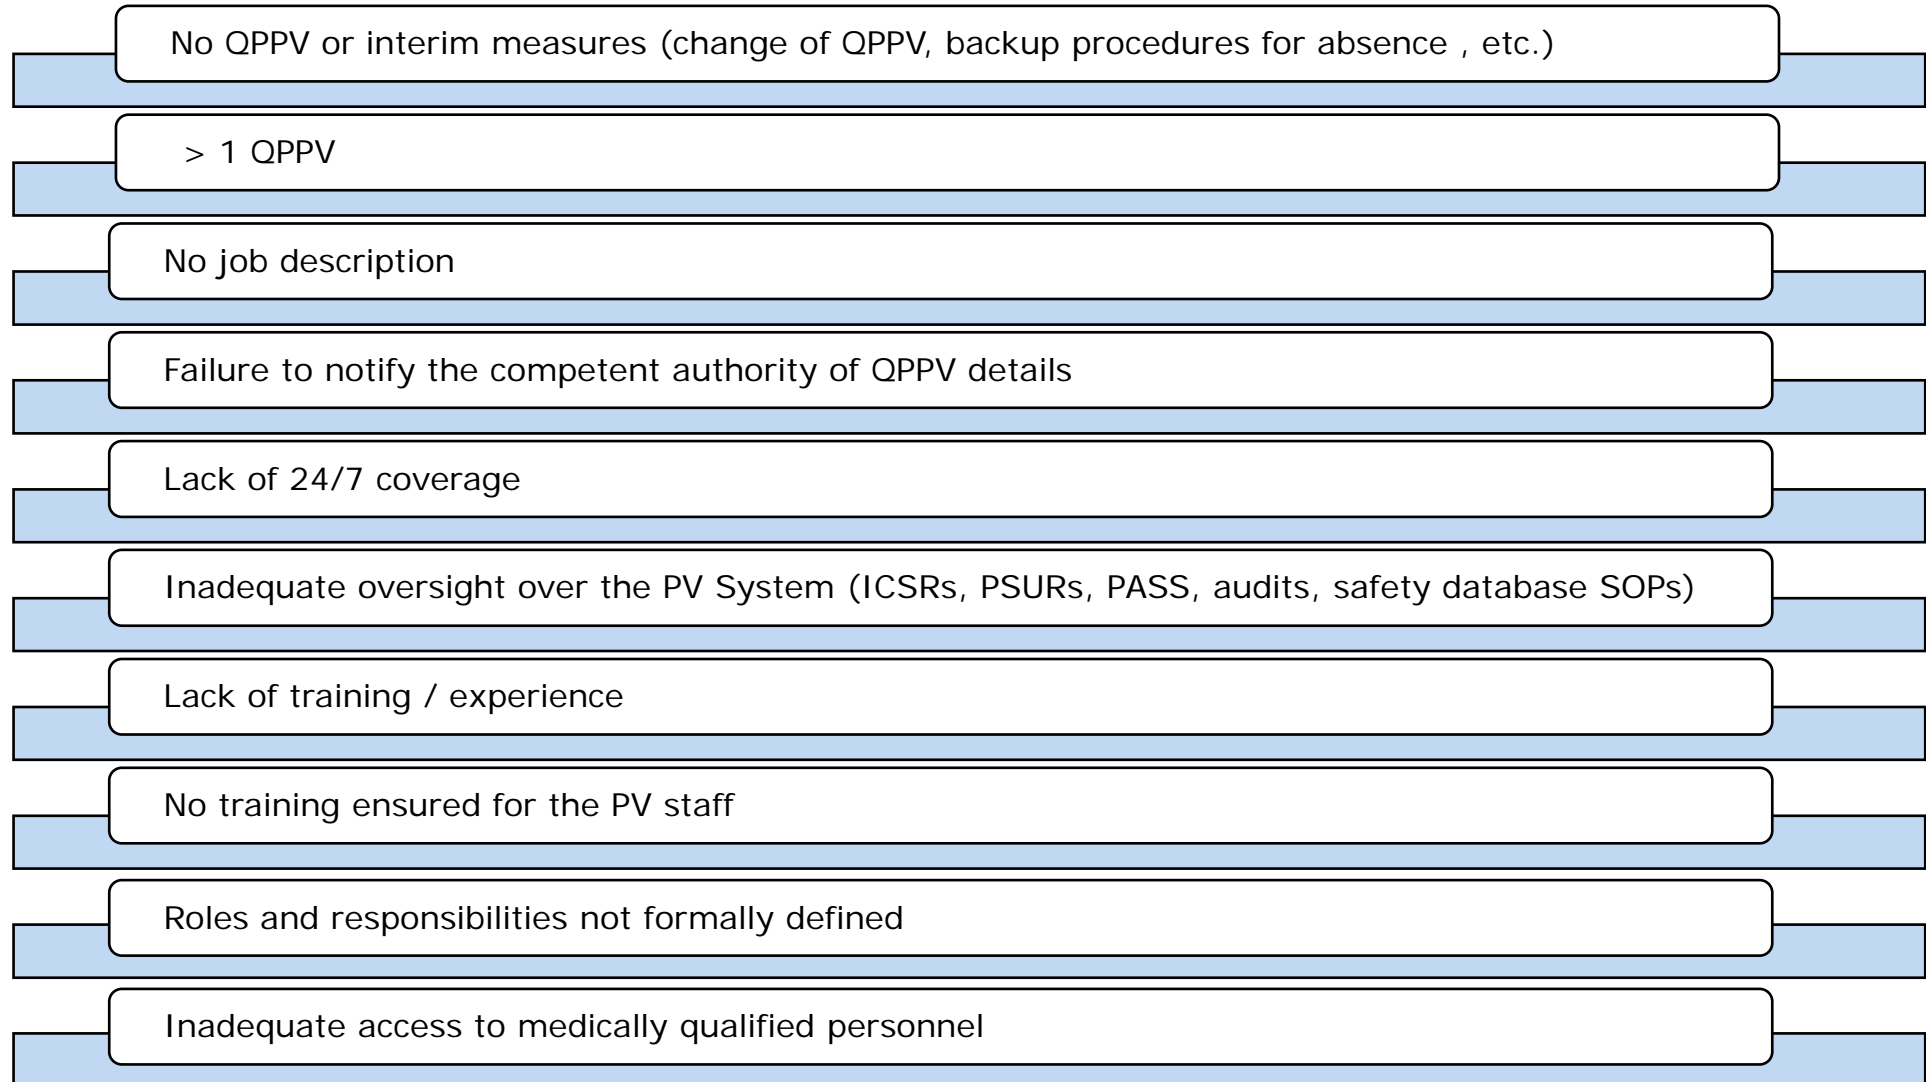 No QPPV or interim measures (change of QPPV, backup procedures for absence , etc.)
> 1 QPPV
No job description
Failure to notify the competent authority of QPPV details
Lack of 24/7 coverage
Inadequate oversight over the PV System (ICSRs, PSURs, PASS, audits, safety database SOPs)
Lack of training / experience
No training ensured for the PV staff
Roles and responsibilities not formally defined
Inadequate access to medically qualified personnel